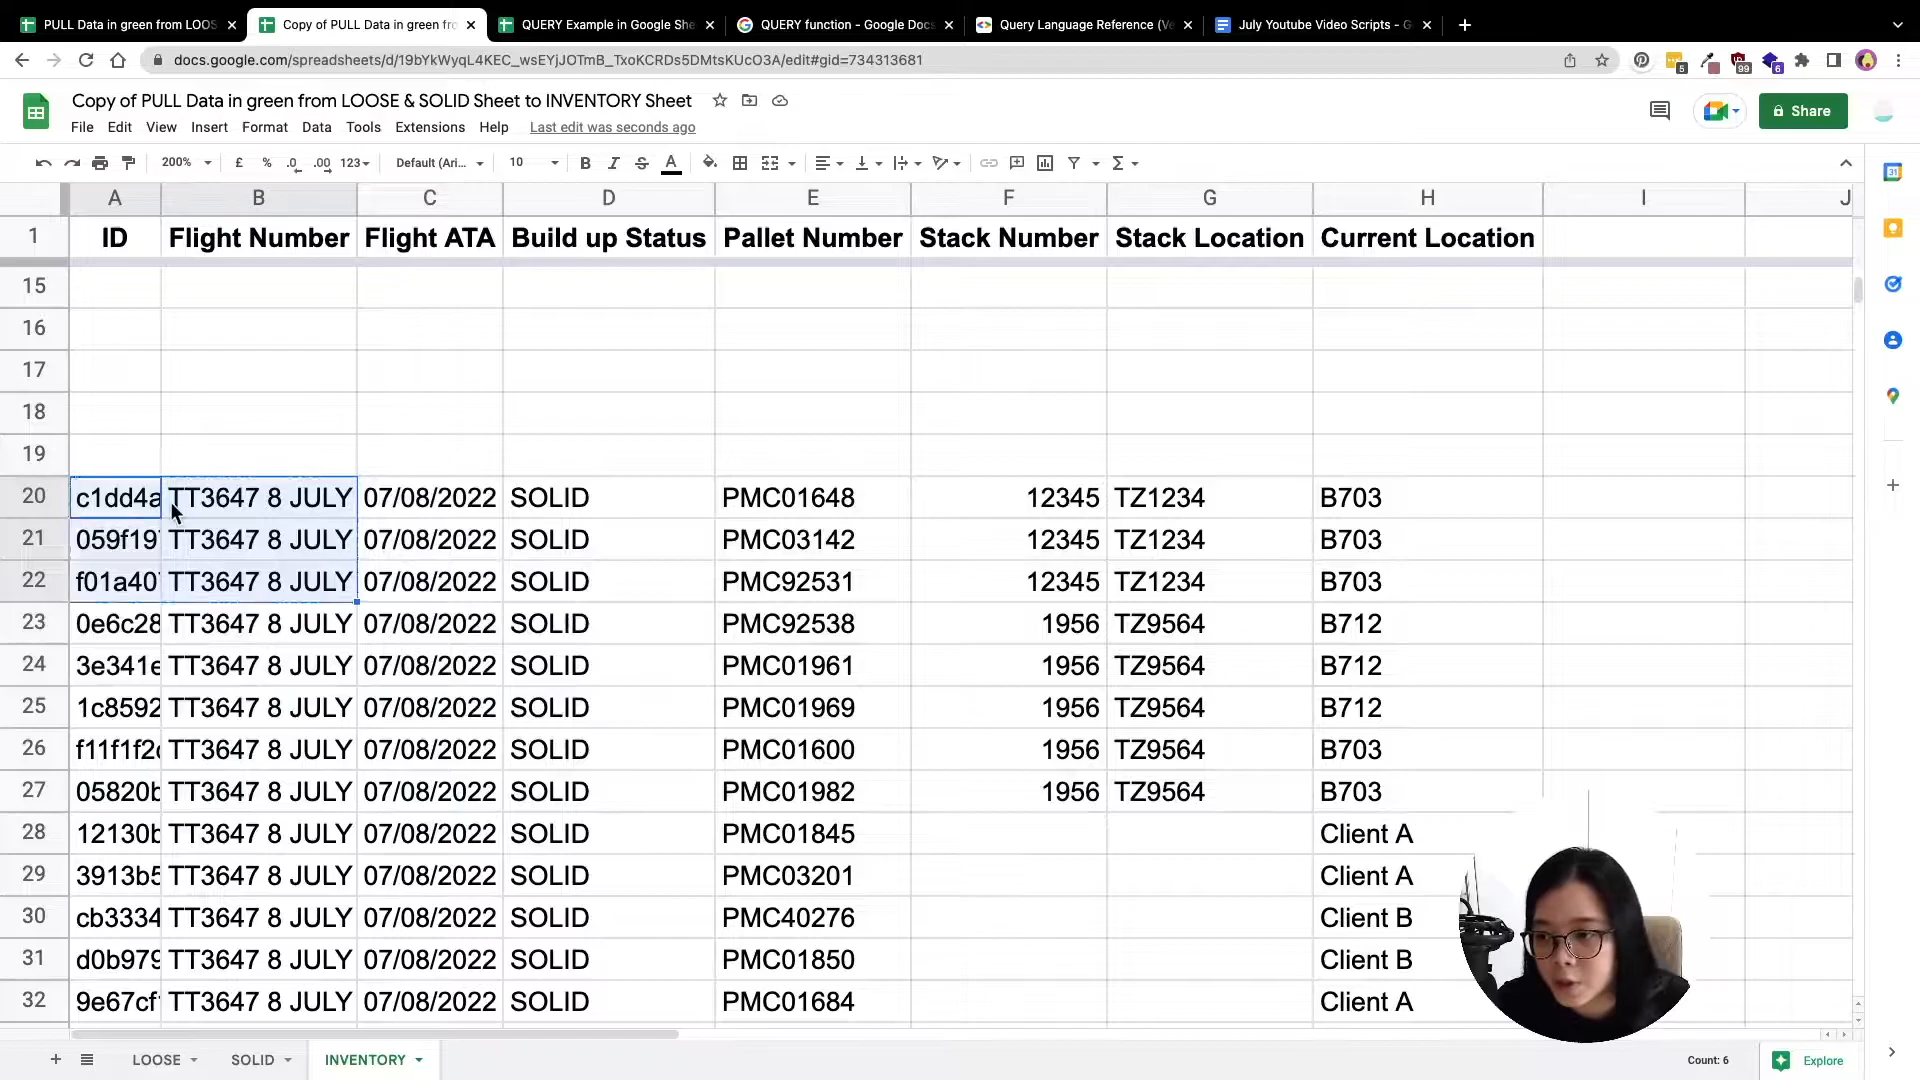 PULL Data in green from LOOS
Copy of PULL Data in green fro
QUERY Example in Google She
QUERY function - Google Docs
Query Language Reference (Ve
July Youtube Video Scripts - G
docs.google.com/spreadsheets/d/19bYkWyqL4KEC_wsEYjJOTmB_TxoKCRDs5DMtsKUcO3A/edit#gid=734313681
5
99
6
Copy of PULL Data in green from LOOSE & SOLID Sheet to INVENTORY Sheet
File Edit View Insert Format Data Tools Extensions Help Last edit was seconds ago
Share
200% £ % .0 .00 123 Default (Ari... 10 B I S A Σ
31
A B C D E F G H I J
1 ID Flight Number Flight ATA Build up Status Pallet Number Stack Number Stack Location Current Location
15
16
17
18
19
20 c1dd4a TT3647 8 JULY 07/08/2022 SOLID PMC01648 12345 TZ1234 B703
21 059f19 TT3647 8 JULY 07/08/2022 SOLID PMC03142 12345 TZ1234 B703
22 f01a40 TT3647 8 JULY 07/08/2022 SOLID PMC92531 12345 TZ1234 B703
23 0e6c28 TT3647 8 JULY 07/08/2022 SOLID PMC92538 1956 TZ9564 B712
24 3e341e TT3647 8 JULY 07/08/2022 SOLID PMC01961 1956 TZ9564 B712
25 1c8592 TT3647 8 JULY 07/08/2022 SOLID PMC01969 1956 TZ9564 B712
26 f11f1f2 TT3647 8 JULY 07/08/2022 SOLID PMC01600 1956 TZ9564 B703
27 05820b TT3647 8 JULY 07/08/2022 SOLID PMC01982 1956 TZ9564 B703
28 12130b TT3647 8 JULY 07/08/2022 SOLID PMC01845 Client A
29 3913b5 TT3647 8 JULY 07/08/2022 SOLID PMC03201 Client A
30 cb3334 TT3647 8 JULY 07/08/2022 SOLID PMC40276 Client B
31 d0b979 TT3647 8 JULY 07/08/2022 SOLID PMC01850 Client B
32 9e67cf TT3647 8 JULY 07/08/2022 SOLID PMC01684 Client A
LOOSE SOLID INVENTORY Count: 6 Explore